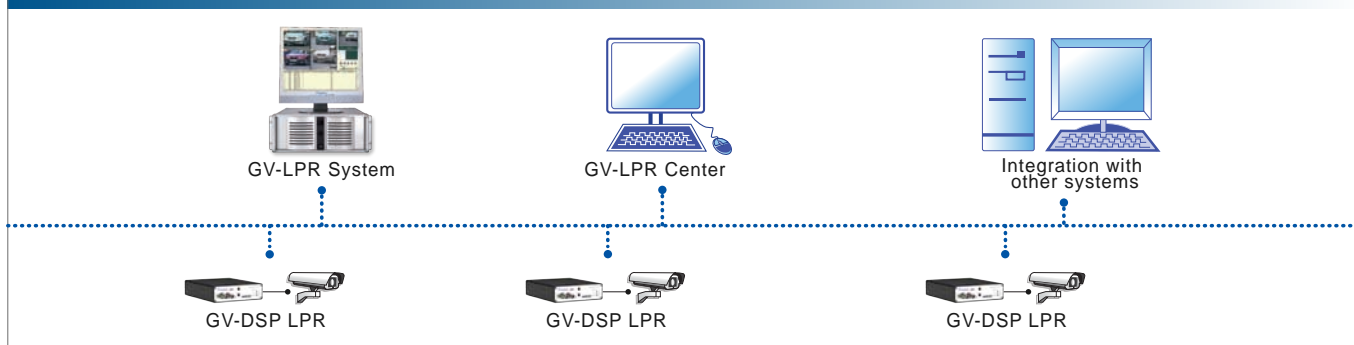 GV-LPR System
GV-LPR Center
Integration with
other systems
GV-DSP LPR
GV-DSP LPR
GV-DSP LPR